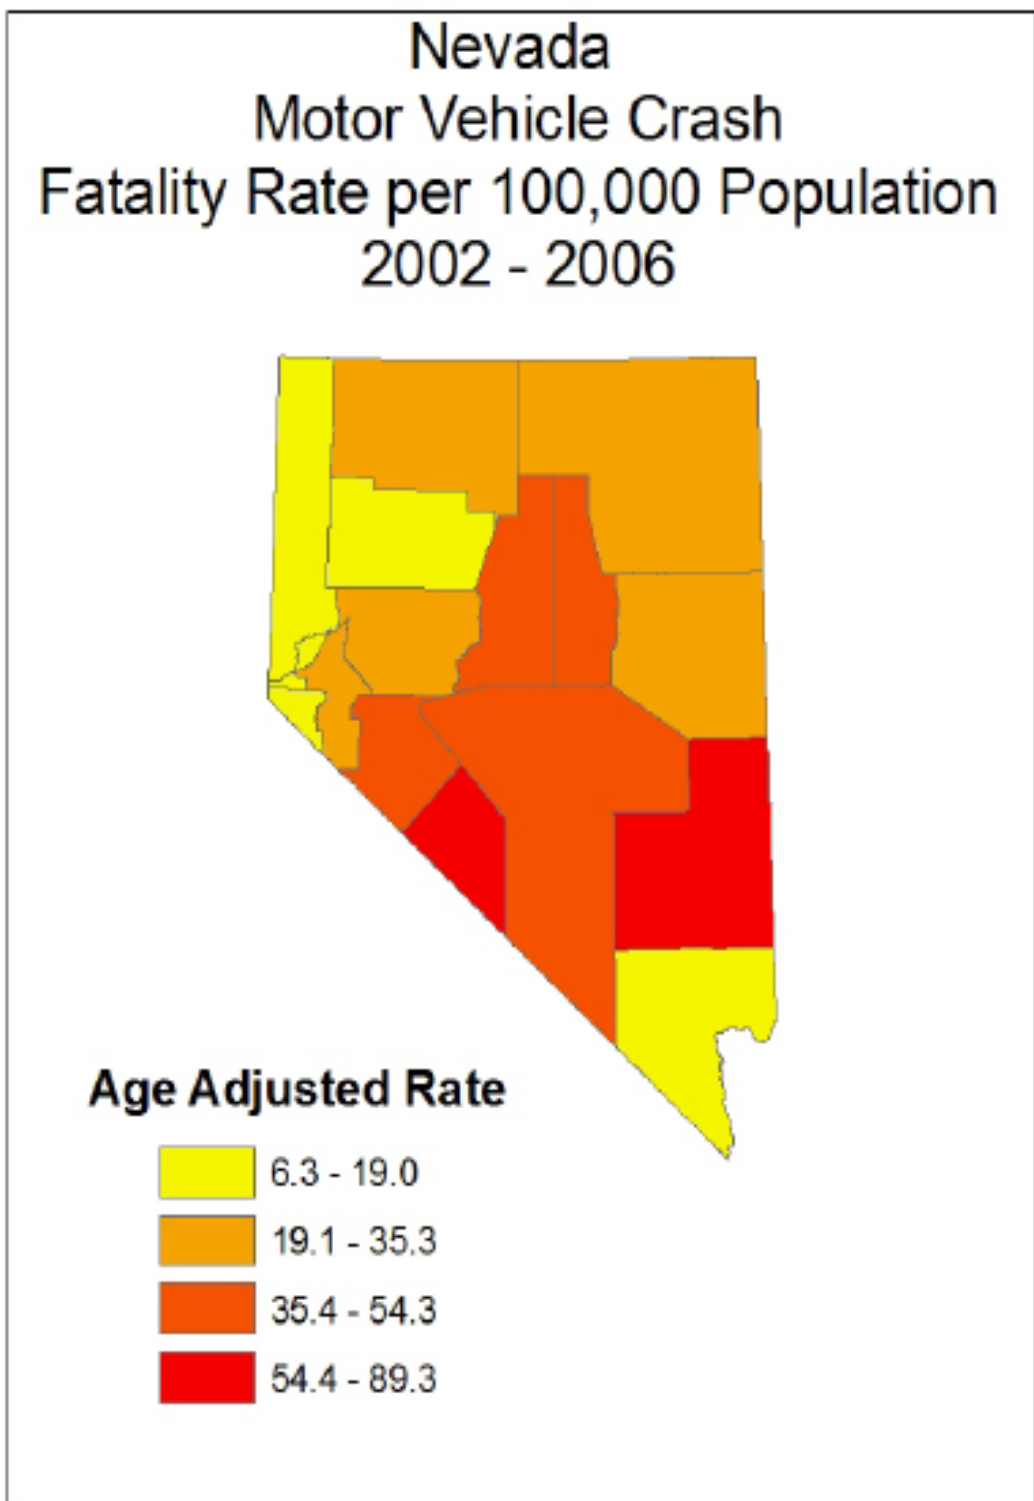 Nevada
Motor Vehicle Crash
Fatality Rate per 100,000 Population
2002 - 2006
Age Adjusted Rate
6.3 - 19.0
19.1 - 35.3
35.4 - 54.3
54.4 - 89.3